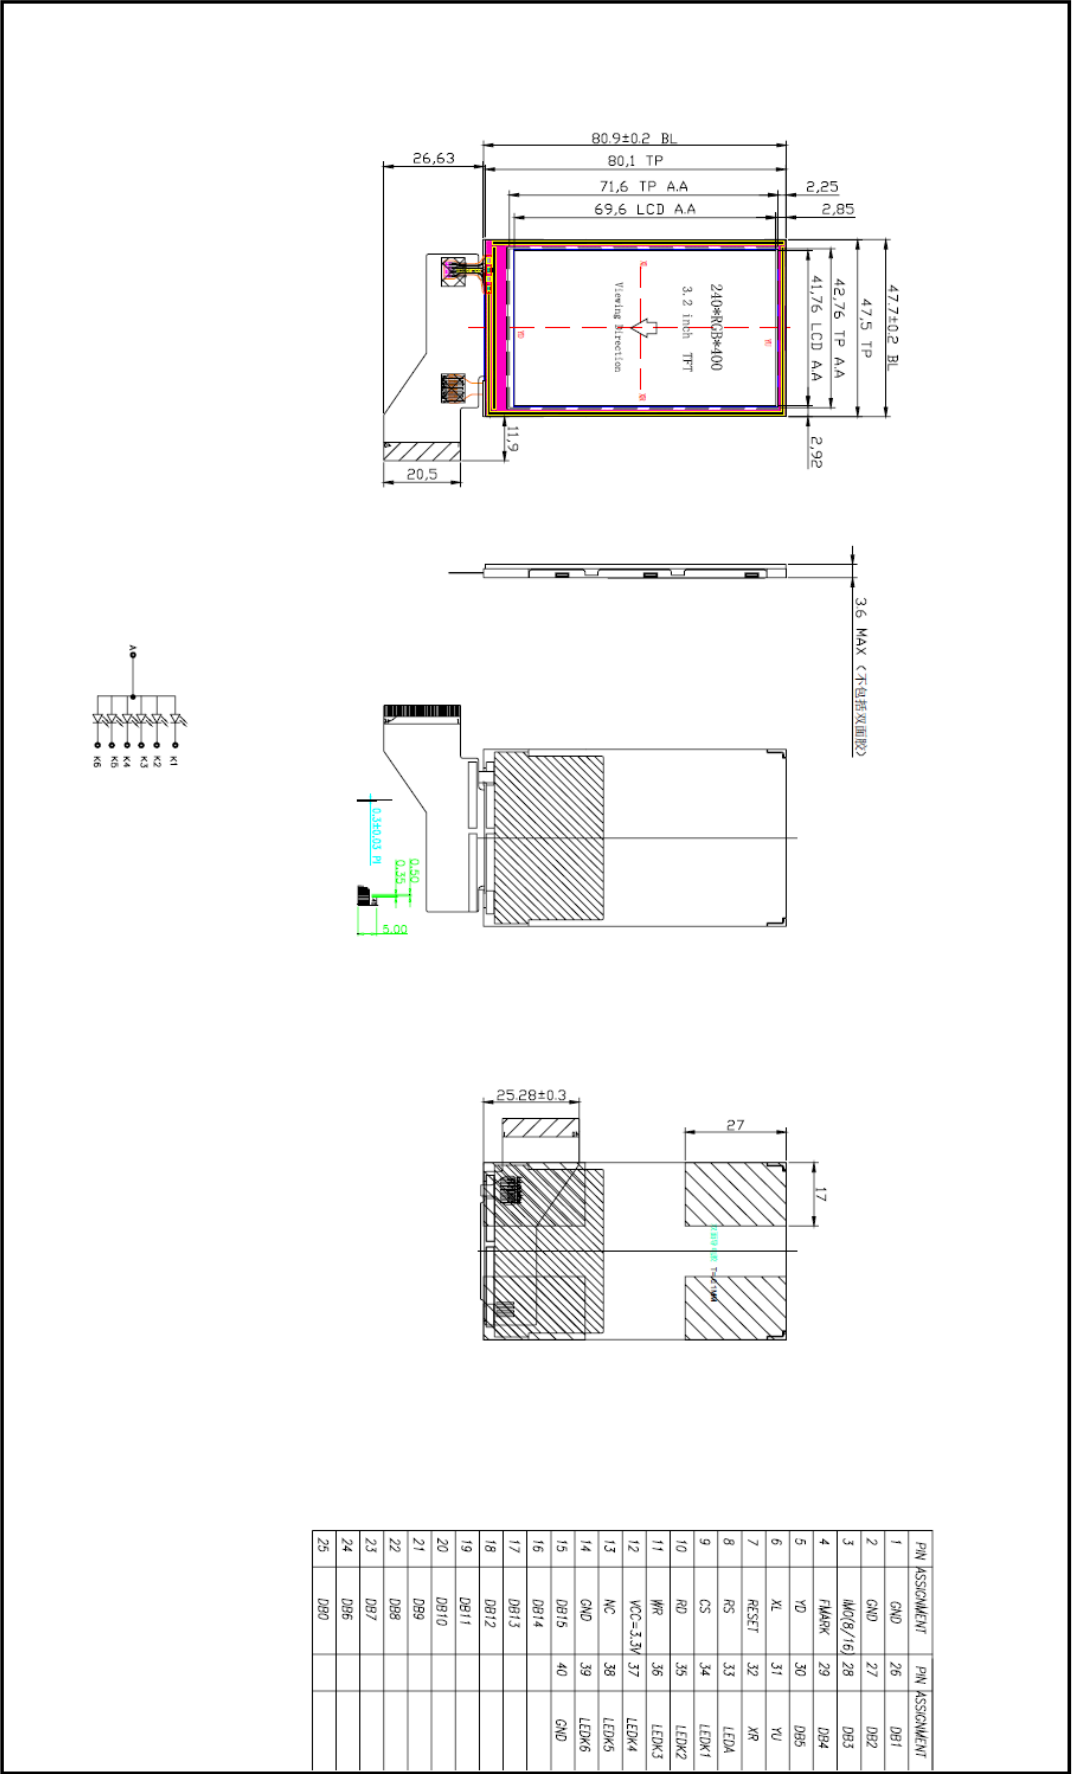 80.9±0.2 BL
80,1 TP
26,63
71,6 TP A.A
2,25
69,6 LCD A.A
2,85
240*RGB*400
3.2 inch TFT
Viewing Direction
YD
41,76 LCD A.A
42,76 TP A.A
47,5 TP
47.7±0.2 BL
11,9
2,92
20,5
3.6 MAX (不包括双面胶)
A
K6
K5
K4
K3
K2
K1
0.3±0.03 PI
0.35
0.50
5.00
25.28±0.3
27
17
PIN ASSIGNMENT PIN ASSIGNMENT
1 GND 26 DB1
2 GND 27 DB2
3 IM0(8/16) 28 DB3
4 FMARK 29 DB4
5 YD 30 DB5
6 XL 31 YU
7 RESET 32 XR
8 RS 33 LEDA
9 CS 34 LEDK1
10 RD 35 LEDK2
11 WR 36 LEDK3
12 VCC=3.3V 37 LEDK4
13 NC 38 LEDK5
14 GND 39 LEDK6
15 DB15 40 GND
16 DB14
17 DB13
18 DB12
19 DB11
20 DB10
21 DB9
22 DB8
23 DB7
24 DB6
25 DB0